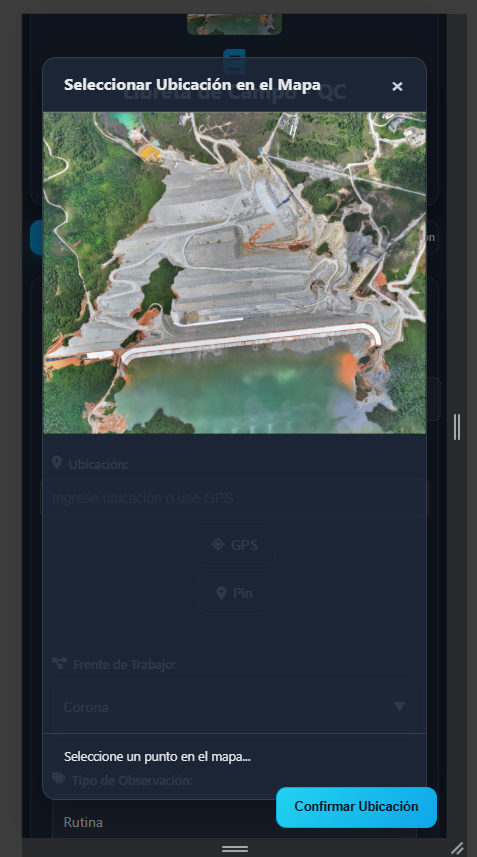 Libreta de Campo - QC
Seleccionar Ubicación en el Mapa
×
ón
Ubicación:
Ingrese ubicación o use GPS
GPS
Pin
Frente de Trabajo:
Corona
Seleccione un punto en el mapa...
Tipo de Observación:
Confirmar Ubicación
Rutina